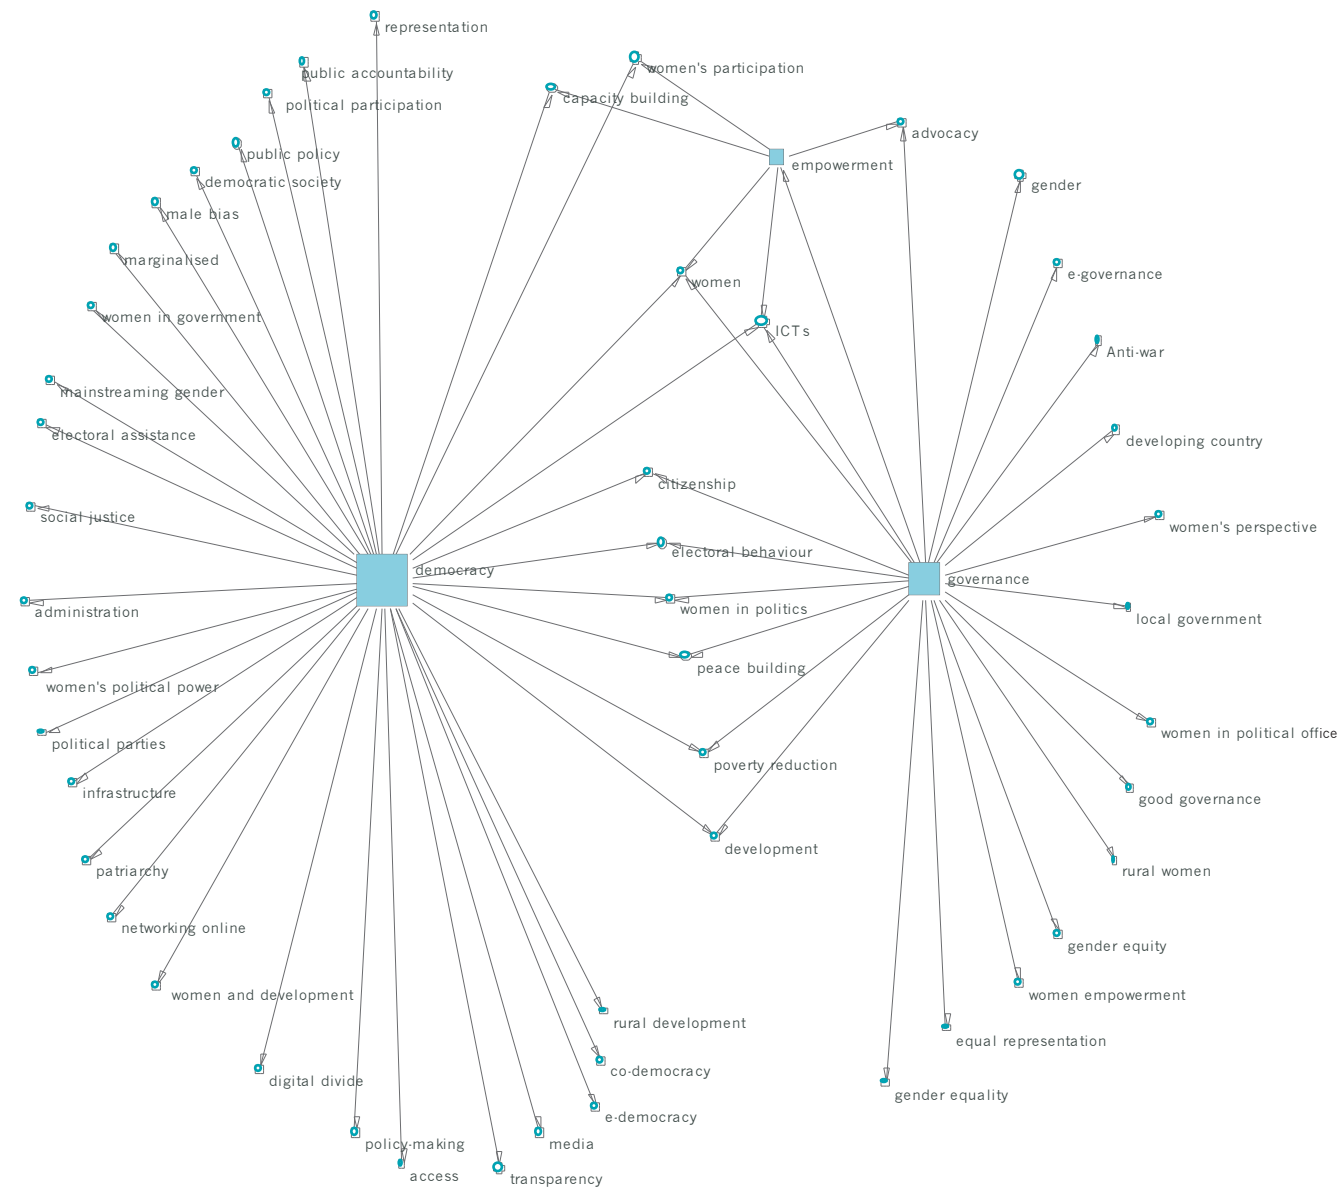 representation
public accountability
women's participation
capacity building
political participation
advocacy
public policy
empowerment
democratic society
gender
male bias
marginalised
e-governance
women
women in government
ICTs
Anti-war
mainstreaming gender
electoral assistance
developing country
citizenship
social justice
women's perspective
electoral behaviour
democracy
governance
women in politics
administration
local government
peace building
women's political power
women in political office
political parties
poverty reduction
infrastructure
good governance
development
patriarchy
rural women
networking online
gender equity
women and development
women empowerment
rural development
equal representation
co-democracy
digital divide
gender equality
e-democracy
policy-making
media
access
transparency